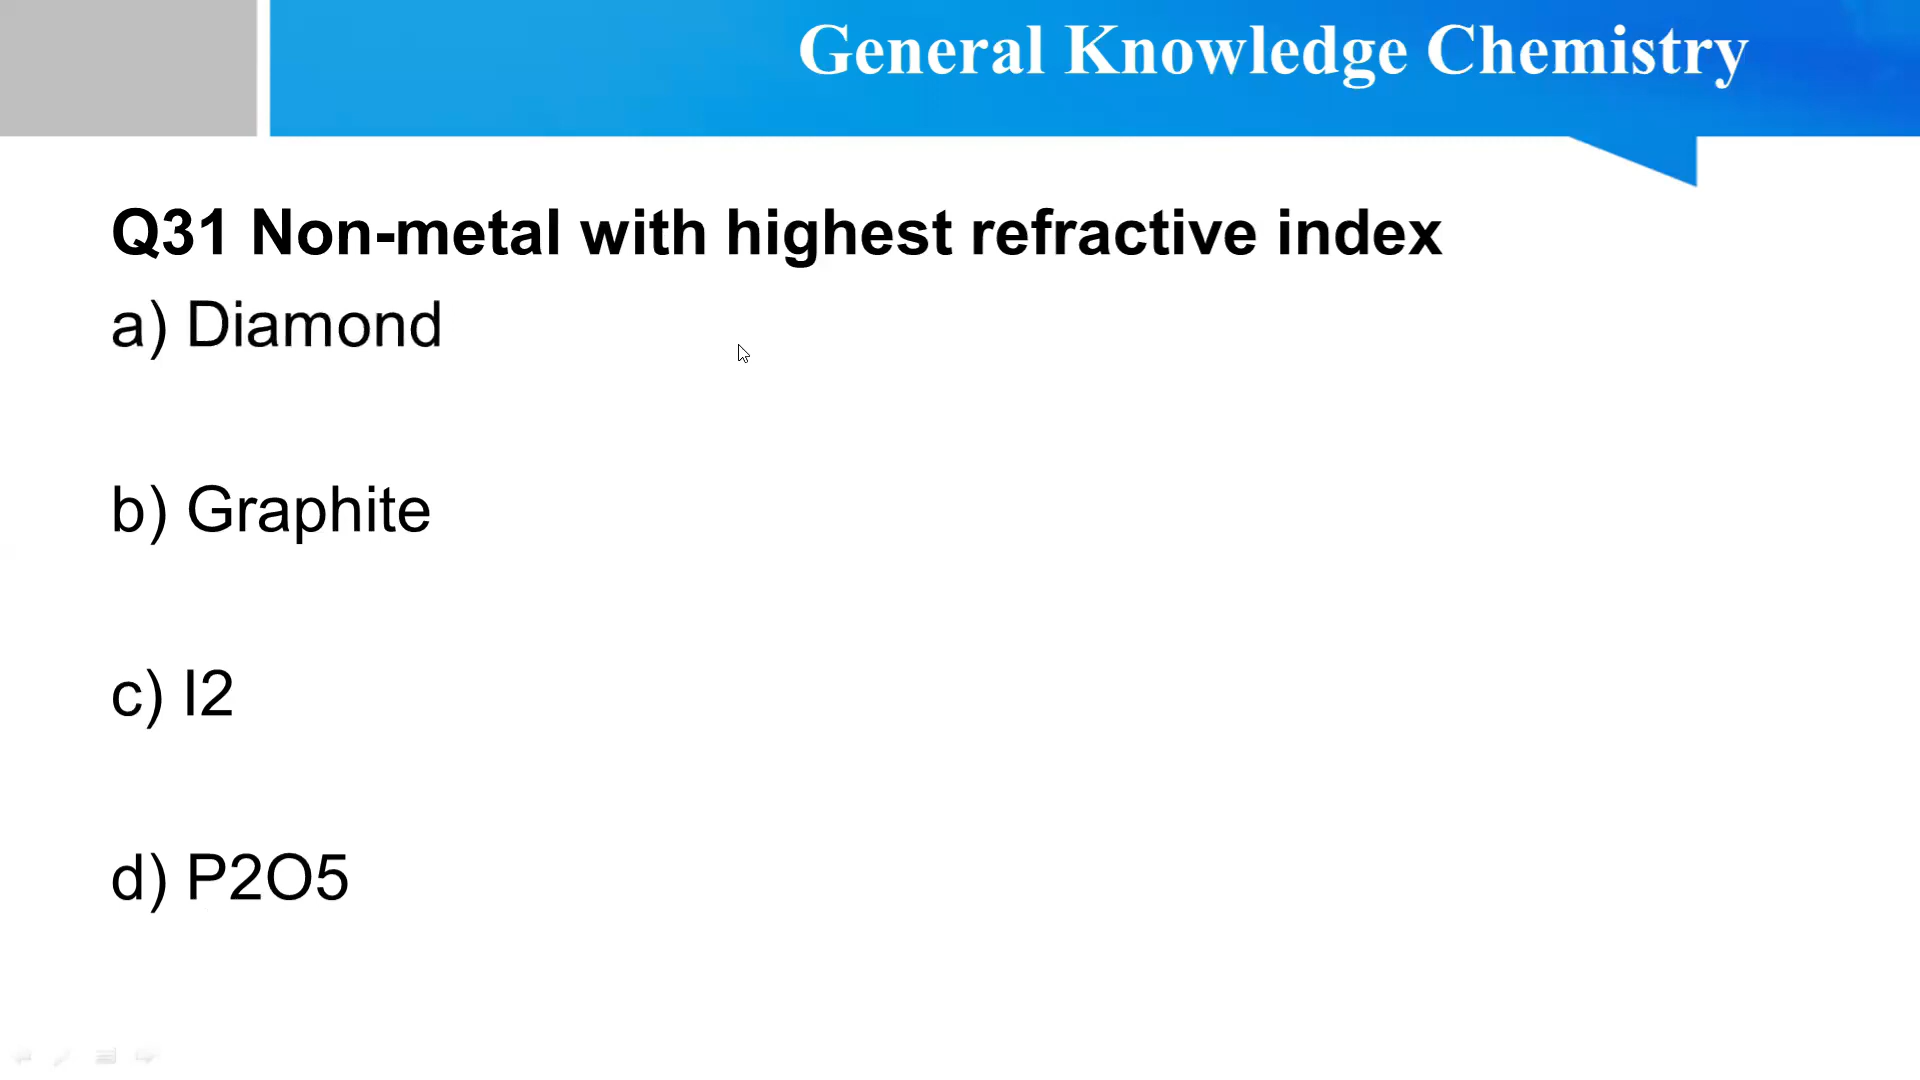 General Knowledge Chemistry
Q31 Non-metal with highest refractive index
a) Diamond
b) Graphite
c) I2
d) P2O5